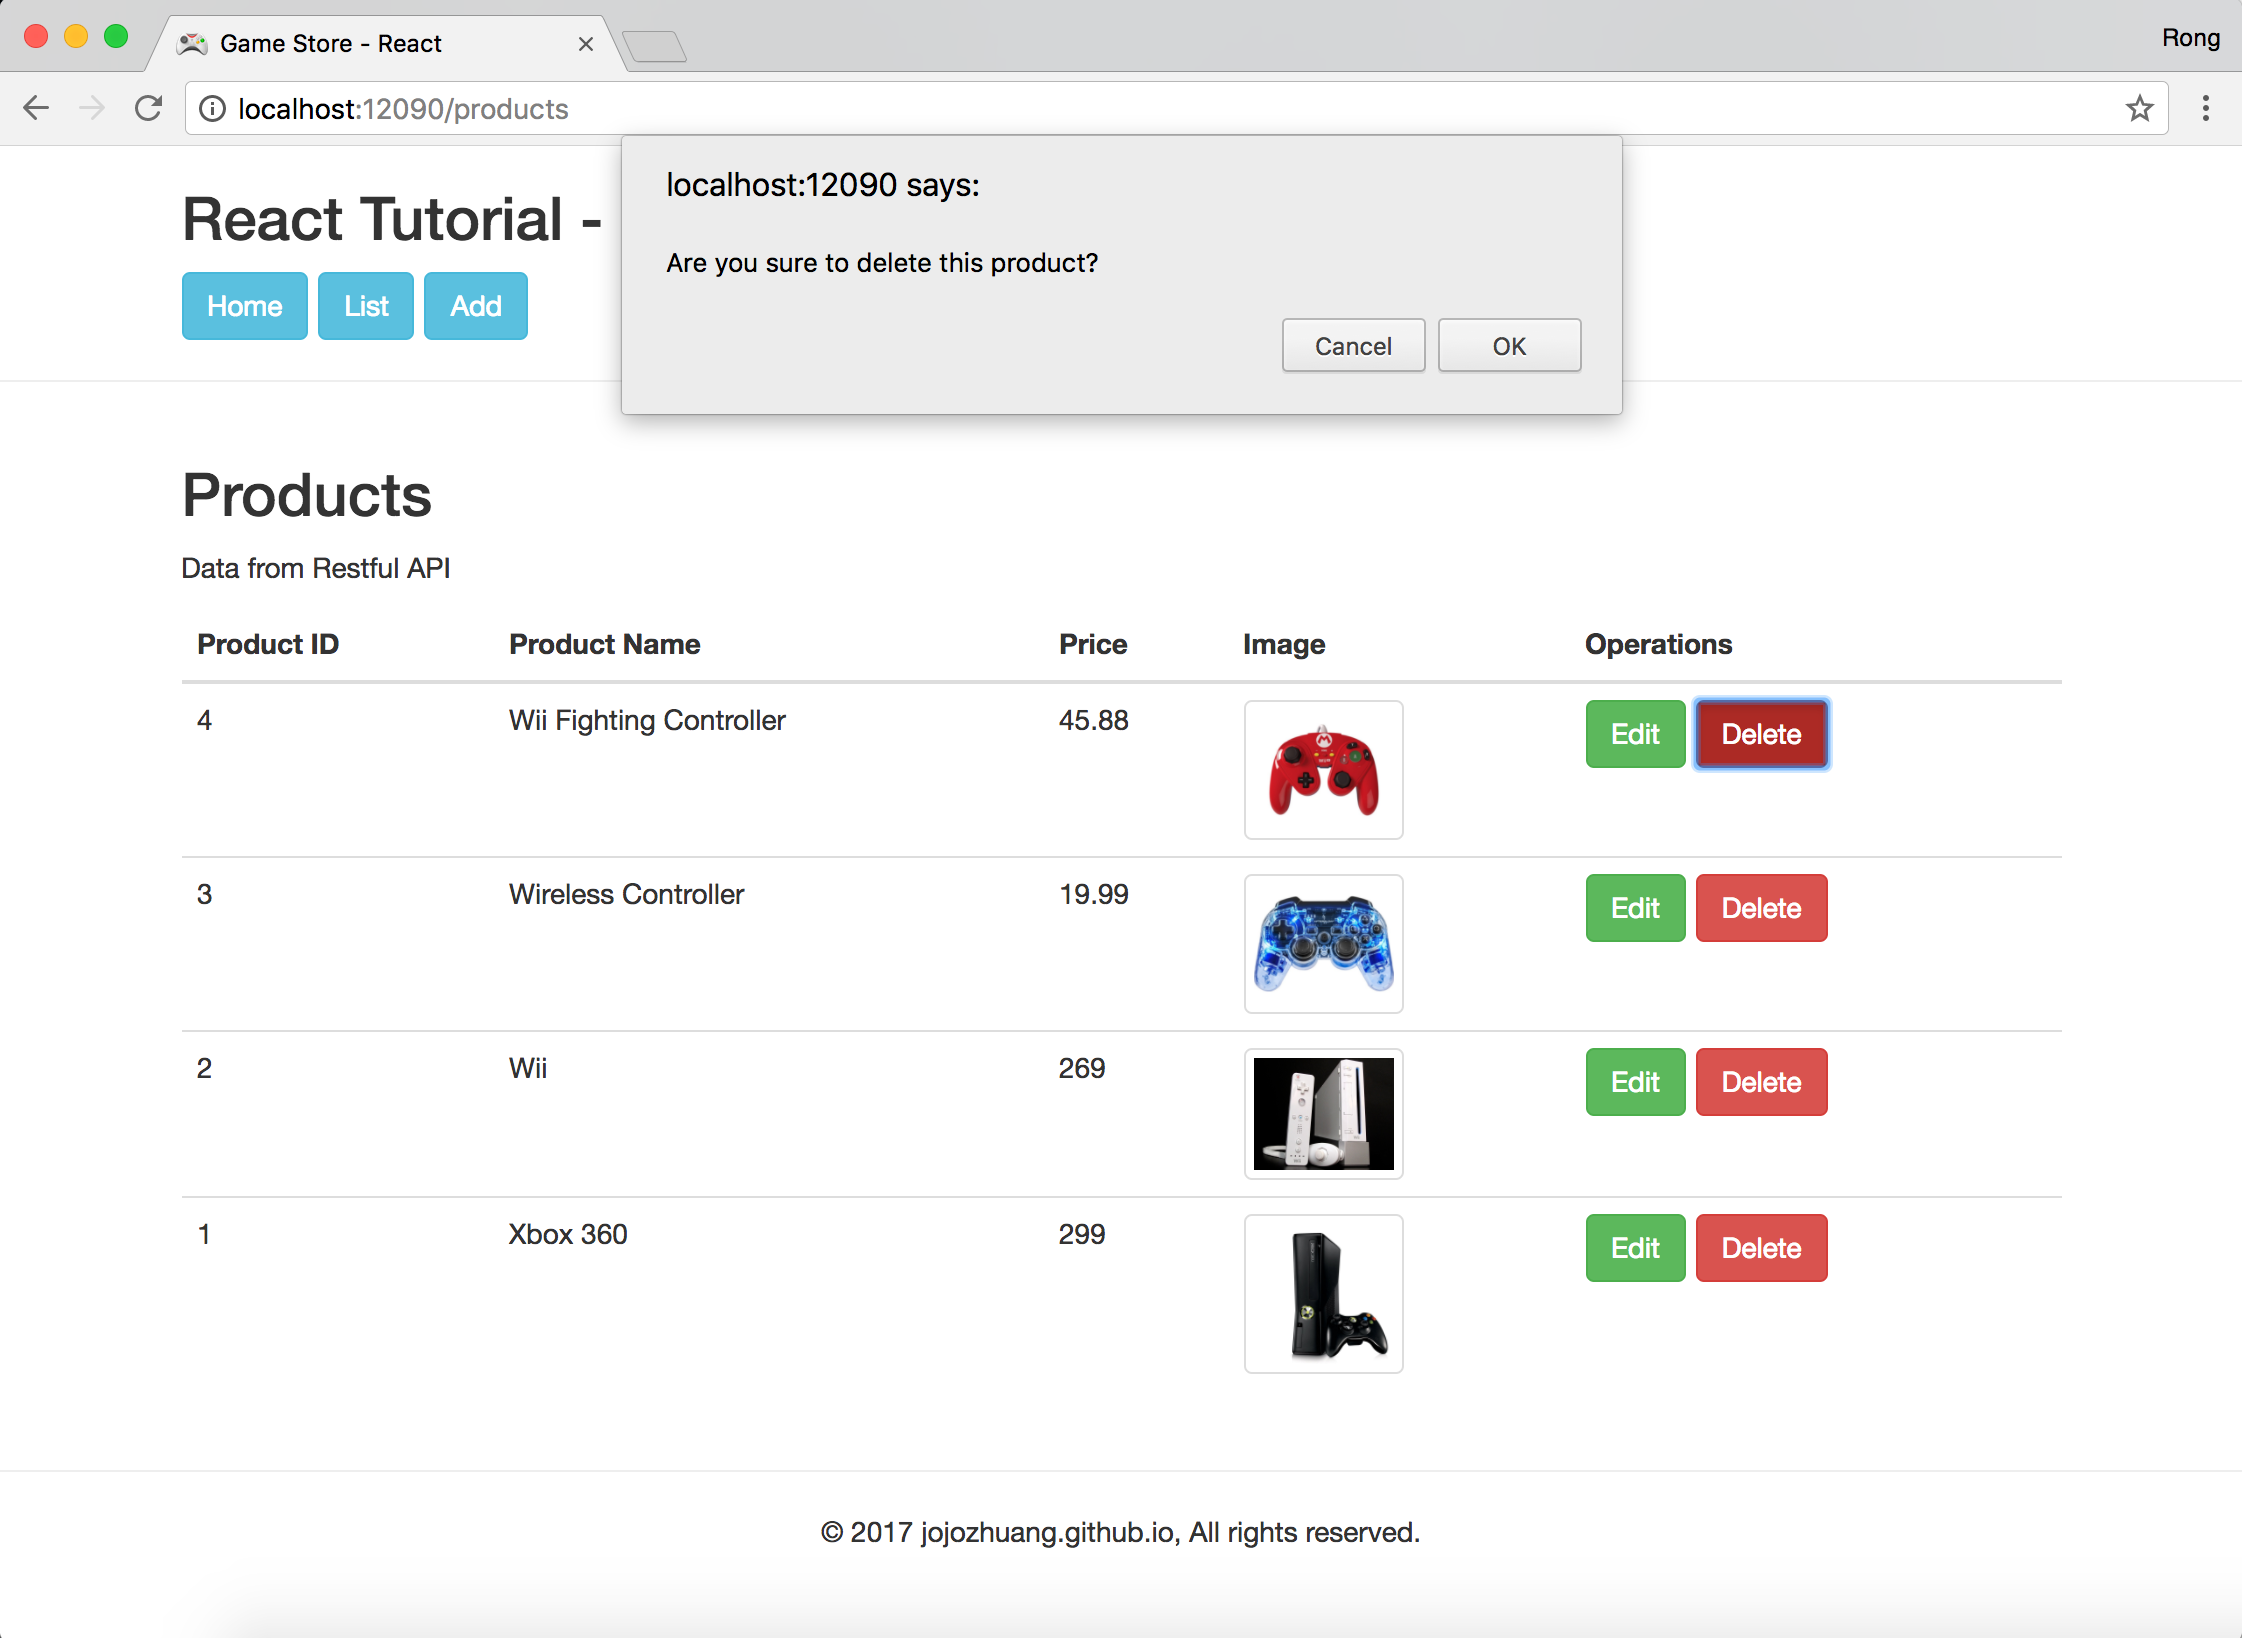 Game Store - React
Rong
localhost:12090/products
localhost:12090 says:
Are you sure to delete this product?
Cancel OK
React Tutorial -
Home List Add
Products
Data from Restful API
Product ID Product Name Price Image Operations
4 Wii Fighting Controller 45.88 Edit Delete
3 Wireless Controller 19.99 Edit Delete
2 Wii 269 Edit Delete
1 Xbox 360 299 Edit Delete
© 2017 jojozhuang.github.io, All rights reserved.